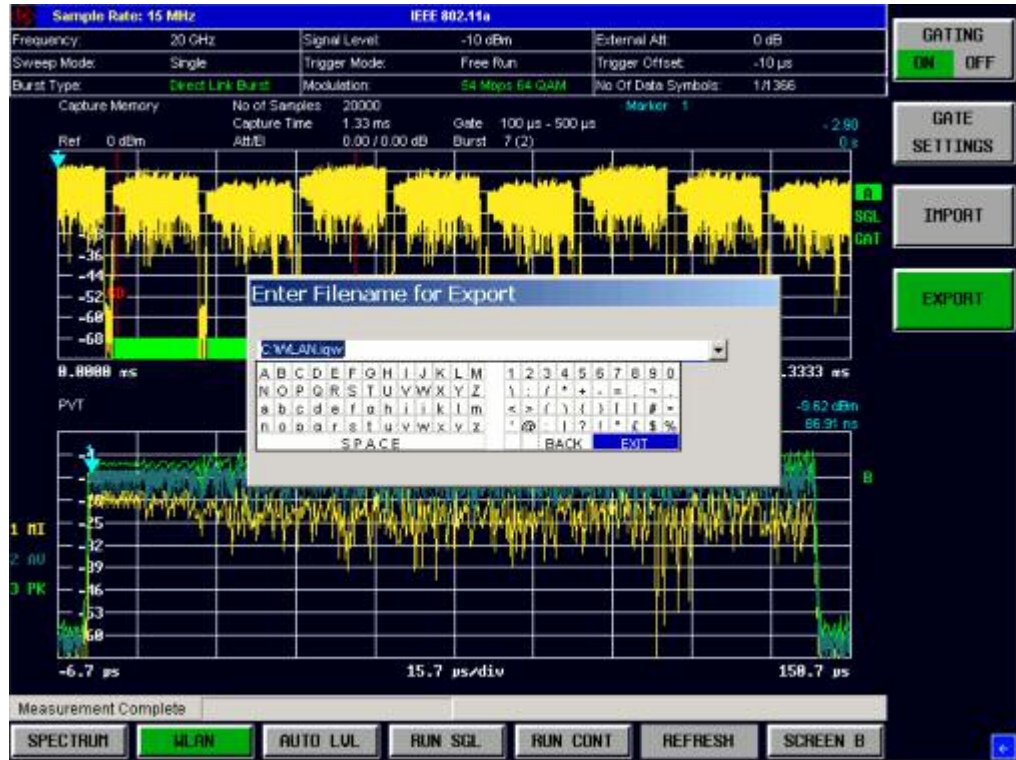 Sample Rate: 15 MHz IEEE 802.11a
Frequency: 20 GHz Signal Level: -10 dBm External Att: 0 dB
Sweep Mode: Single Trigger Mode: Free Run Trigger Offset: -10 µs
Burst Type: Direct Link Burst Modulation: 54 Mbps 64 QAM No Of Data Symbols: 1/1366
Capture Memory No of Samples 20000 Marker 1
Capture Time 1.33 ms Gate 100 µs - 500 µs -2.90
Ref 0 dBm Att/El 0.00 / 0.00 dB Burst 7 (2) 0 s
A
SGL
GAT
-36
-44
-52
-60
-68
0.0000 ms .3333 ms
Enter Filename for Export
C:\WLAN.iqw
A B C D E F G H I J K L M 1 2 3 4 5 6 7 8 9 0
N O P Q R S T U V W X Y Z
a b c d e f g h i j k l m
n o p q r s t u v w x y z
SPACE BACK EXIT
PVT -9.62 dBm
86.91 ns
1
B
-25
-32
-39
-46
-53
-60
1 MI
2 AV
3 PK
-6.7 µs 15.7 µs/div 150.7 µs
Measurement Complete
SPECTRUM WLAN AUTO LVL RUN SGL RUN CONT REFRESH SCREEN B
GATING
ON OFF
GATE
SETTINGS
IMPORT
EXPORT